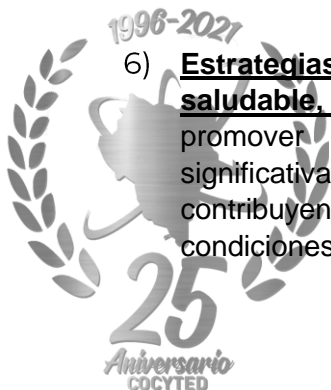 1996-2021
6) Estrategias
saludable,
promover
significativa
contribuyen
condiciones
25
Aniversario
COCYTED